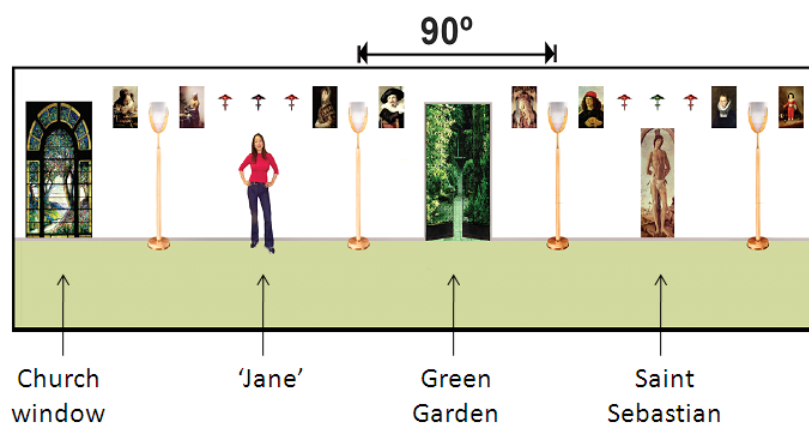 90º
Church
window
‘Jane’
Green
Garden
Saint
Sebastian